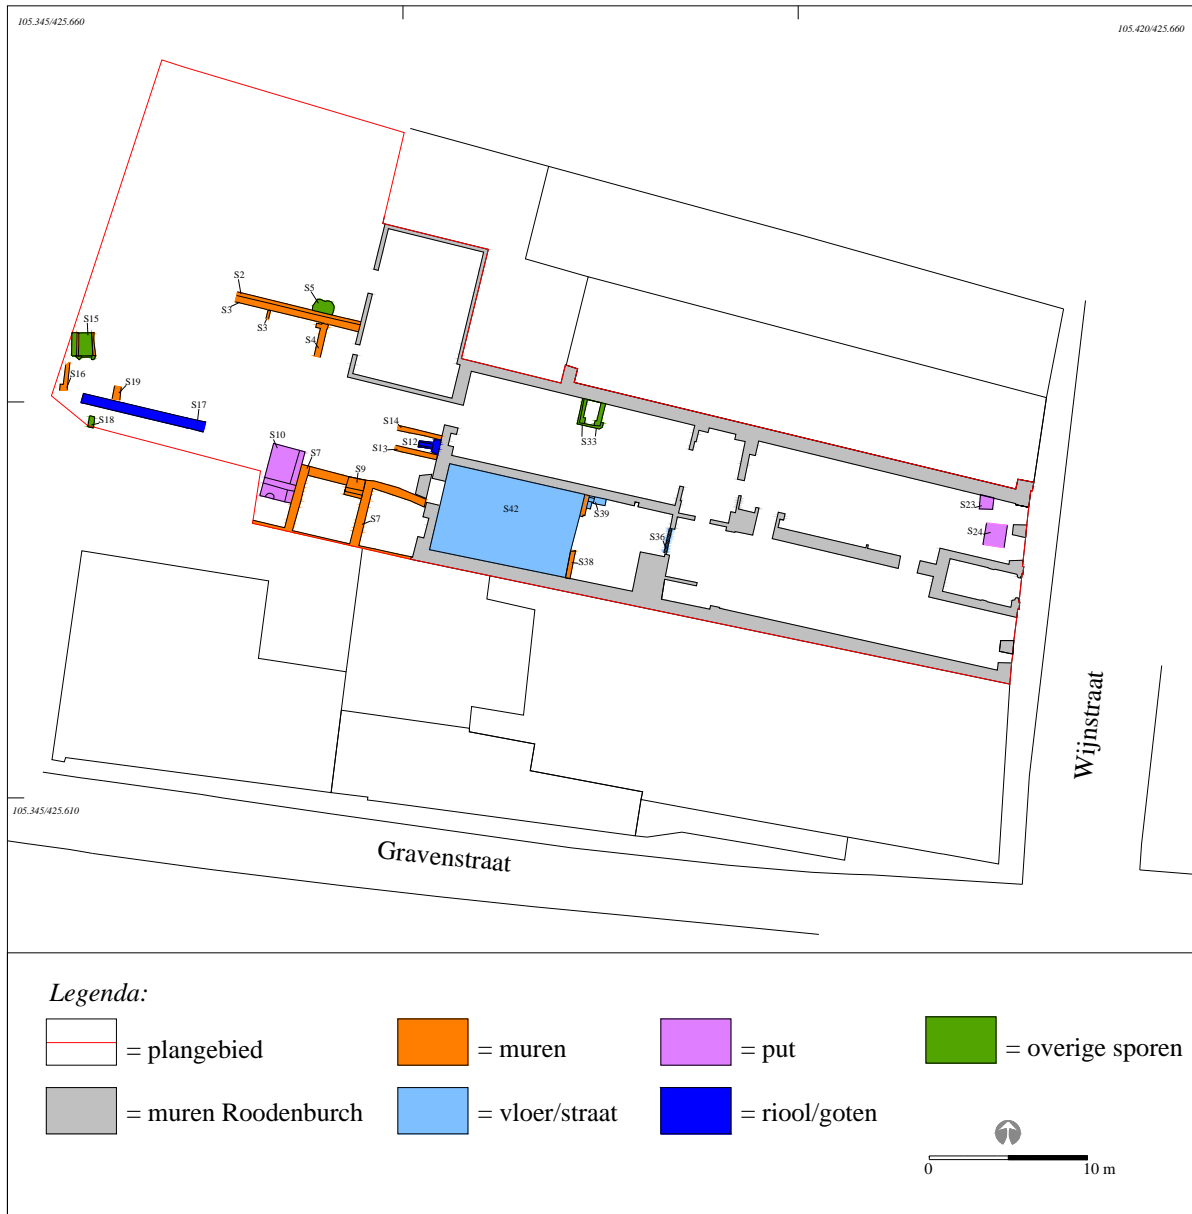 105.345/425.660
105.420/425.660
S2
S5
S3
S3
S4
S15
S16
S19
S17
S18
S14
S12
S13
S10
S7
S9
S7
S33
S42
S39
S36
S38
S23
S24
Wijnstraat
105.345/425.610
Gravenstraat
Legenda:
= plangebied
= muren
= put
= overige sporen
= muren Roodenburch
= vloer/straat
= riool/goten
0 10 m